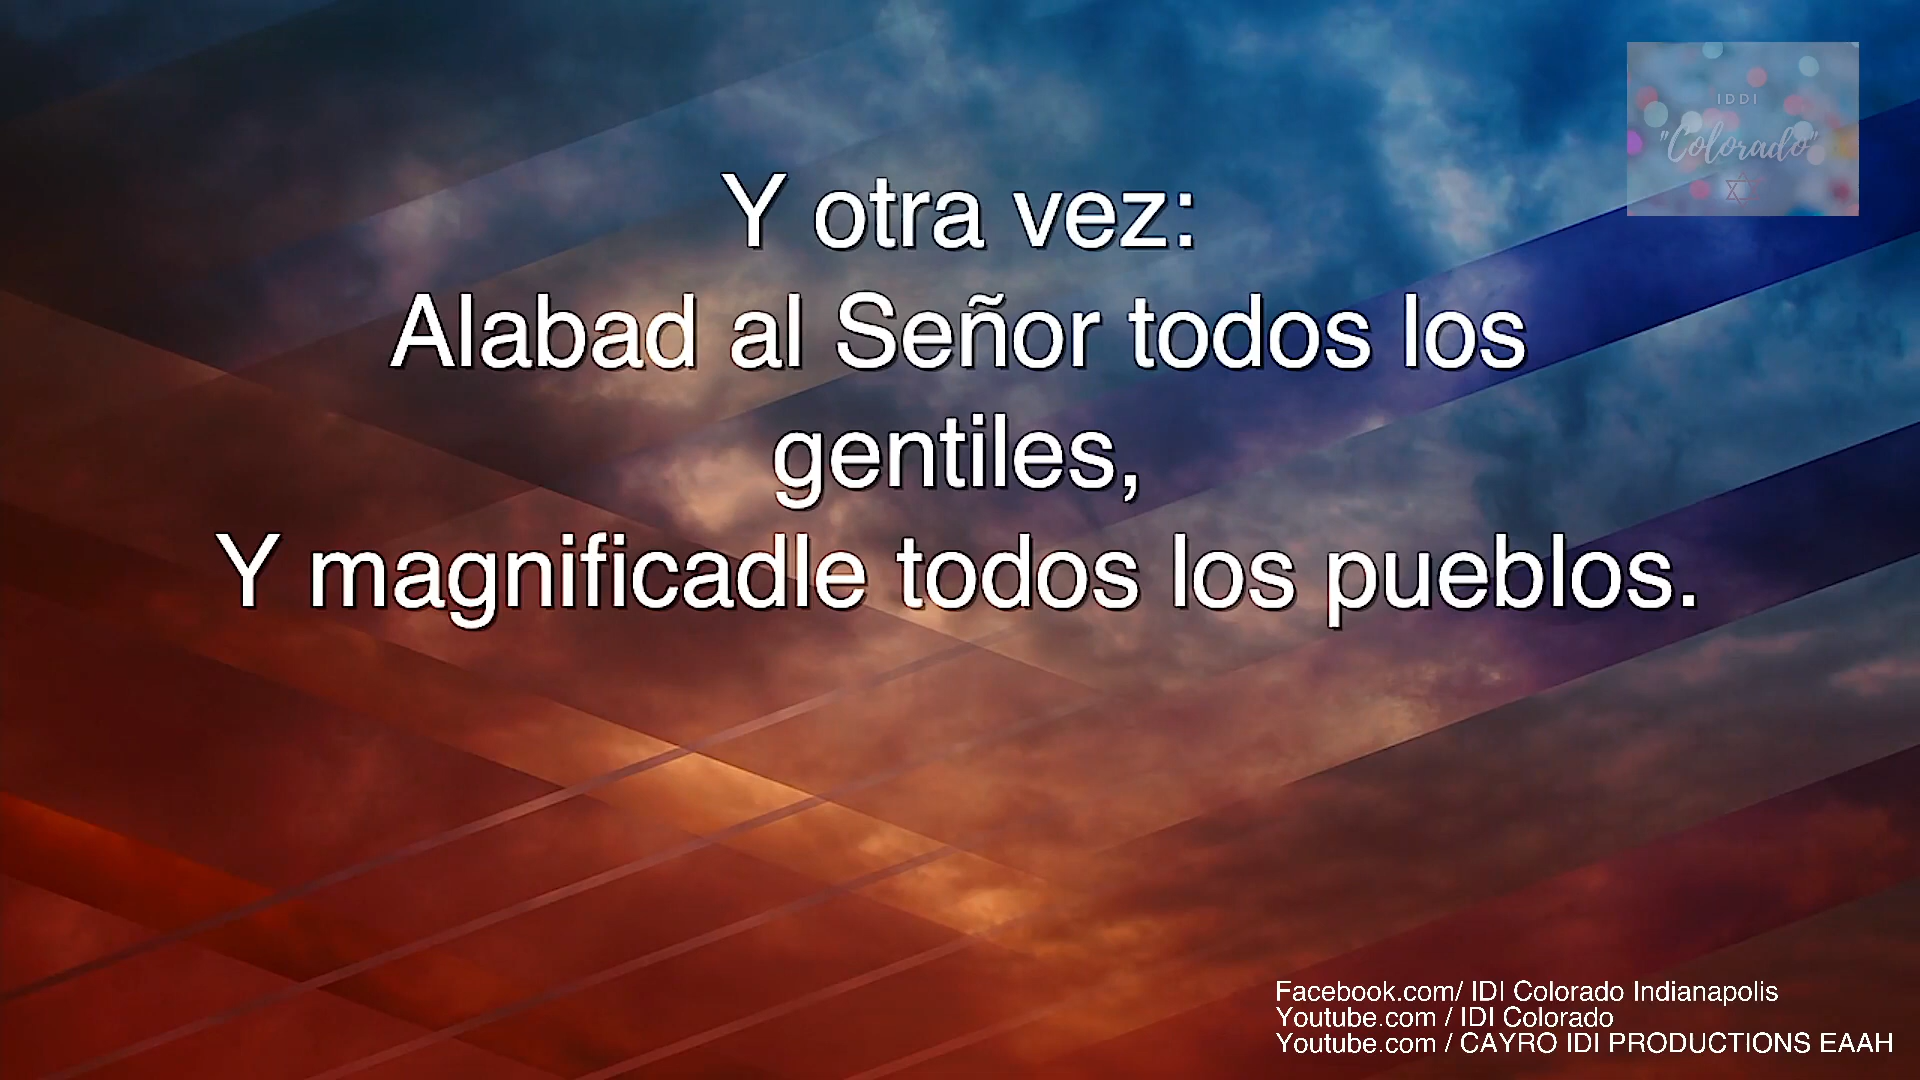 IDDI
"Colorado"
Y otra vez:
Alabad al Señor todos los
gentiles,
Y magnificadle todos los pueblos.
Facebook.com/ IDI Colorado Indianapolis
Youtube.com / IDI Colorado
Youtube.com / CAYRO IDI PRODUCTIONS EAAH